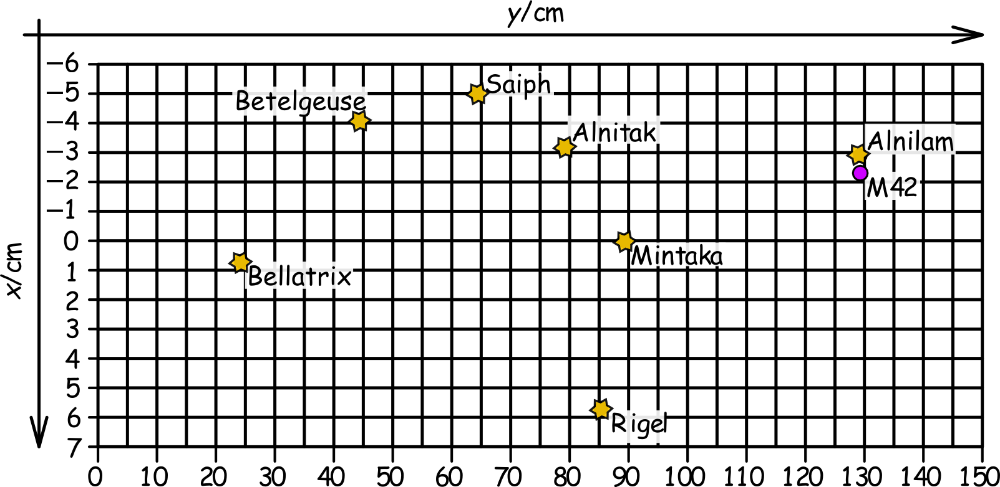 y/cm
−6
−5
−4
−3
−2
−1
0
1
2
3
4
5
6
7
x/cm
Saiph
Betelgeuse
Alnitak
Alnilam
M42
Mintaka
Bellatrix
Rigel
0 10 20 30 40 50 60 70 80 90 100 110 120 130 140 150